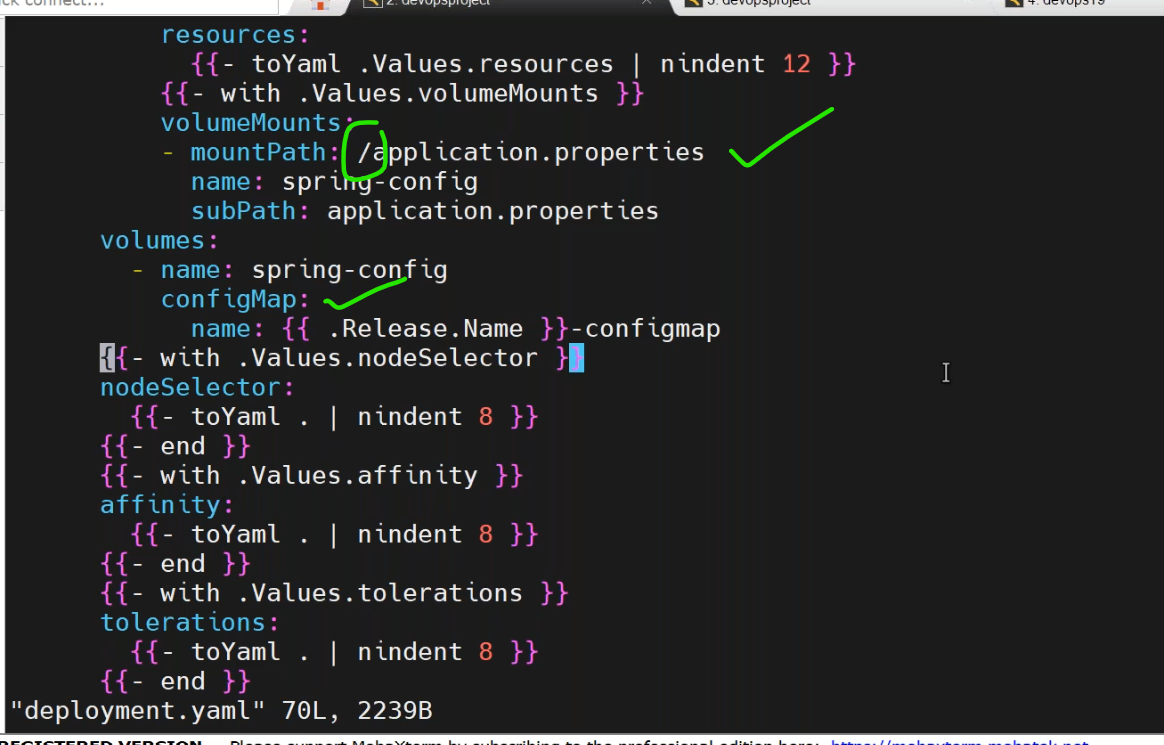 ck connect...
2. devopsproject
3. devopsproject
4. devops19
resources:
{{- toYaml .Values.resources | nindent 12 }}
{{- with .Values.volumeMounts }}
volumeMounts:
- mountPath: /application.properties
name: spring-config
subPath: application.properties
volumes:
- name: spring-config
configMap:
name: {{ .Release.Name }}-configmap
{{- with .Values.nodeSelector }}
nodeSelector:
{{- toYaml . | nindent 8 }}
{{- end }}
{{- with .Values.affinity }}
affinity:
{{- toYaml . | nindent 8 }}
{{- end }}
{{- with .Values.tolerations }}
tolerations:
{{- toYaml . | nindent 8 }}
{{- end }}
"deployment.yaml" 70L, 2239B
REGISTERED VERSION - Please support MobaXterm by subscribing to the professional edition here: https://mobaxterm.mobatek.net